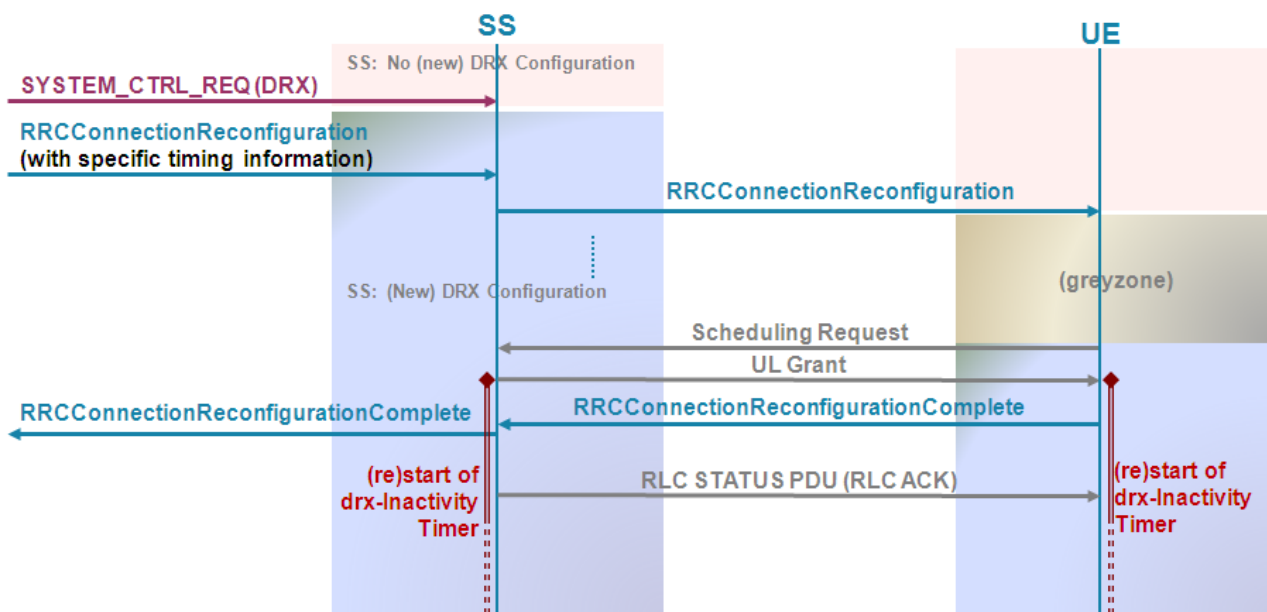 SS
UE
SS: No (new) DRX Configuration
SYSTEM_CTRL_REQ (DRX)
RRCConnectionReconfiguration
(with specific timing information)
RRCConnectionReconfiguration
(greyzone)
SS: (New) DRX Configuration
Scheduling Request
UL Grant
RRCConnectionReconfigurationComplete
RRCConnectionReconfigurationComplete
(re)start of
drx-Inactivity
Timer
RLC STATUS PDU (RLC ACK)
(re)start of
drx-Inactivity
Timer